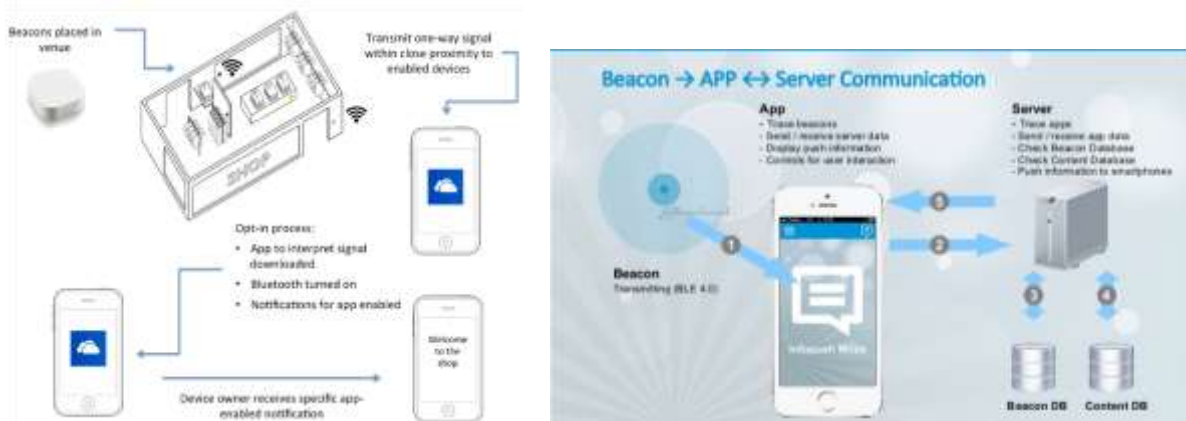 Beacons placed in
venue
Transmit one-way signal
within close proximity to
enabled devices
SHOP
Opt-in process:
• App to interpret signal
downloaded
• Bluetooth turned on
• Notifications for app enabled
Welcome
to the
shop
Device owner receives specific app-
enabled notification
Beacon → APP ↔ Server Communication
App
- Trace beacons
- Send / receive server data
- Display push information
- Controls for user interaction
Server
- Trace apps
- Send / receive app data
- Check Beacon Database
- Check Content Database
- Push information to smartphones
5
1
2
Beacon
Transmitting (BLE 4.0)
3
4
Beacon DB
Content DB